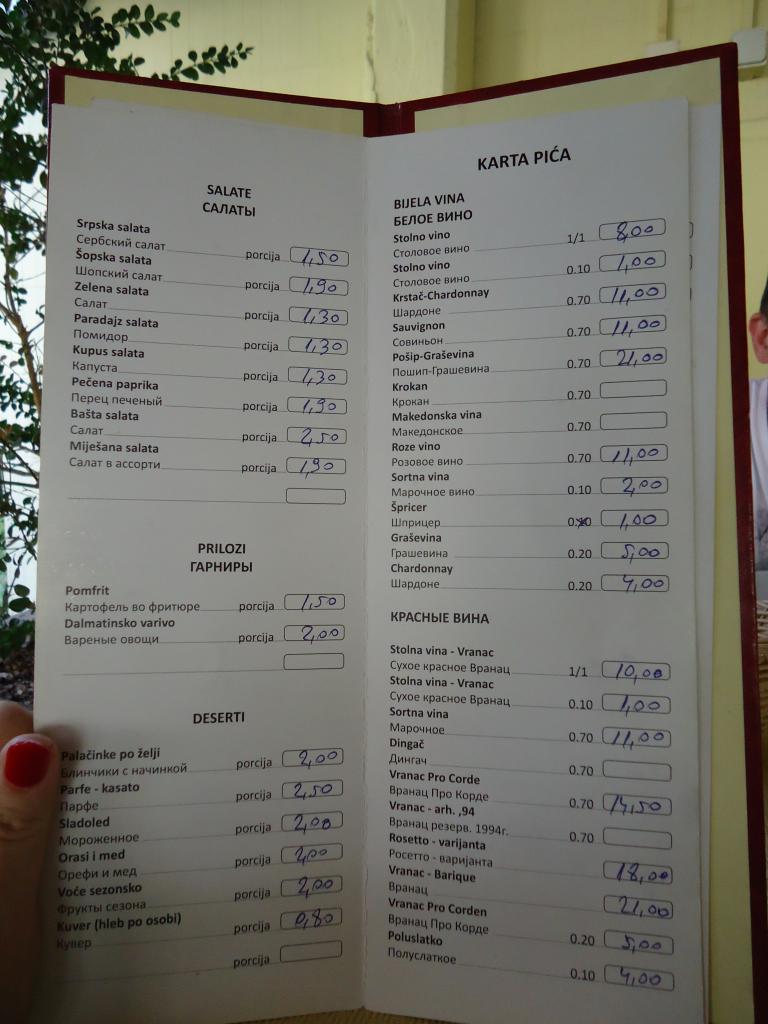 SALATE
САЛАТЫ
Srpska salata
Сербский салат porcija 1,50
Šopska salata
Шопский салат porcija 1,90
Zelena salata
Салат porcija 1,30
Paradajz salata
Помидор porcija 1,30
Kupus salata
Капуста porcija 1,30
Pečena paprika
Перец печеный porcija 1,90
Bašta salata
Салат porcija 2,50
Miješana salata
Салат в ассорти porcija 1,90
PRILOZI
ГАРНИРЫ
Pomfrit
Картофель во фритюре porcija 1,50
Dalmatinsko varivo
Вареные овощи porcija 2,00
DESERTI
Palačinke po želji
Блинчики с начинкой porcija 2,00
Parfe - kasato
Парфе porcija 2,50
Sladoled
Мороженное porcija 2,00
Orasi i med
Орефи и мед porcija 2,00
Voće sezonsko
Фрукты сезона porcija 2,00
Kuver (hleb po osobi)
Кувер porcija 0,80
porcija
KARTA PIĆA
BIJELA VINA
БЕЛОЕ ВИНО
Stolno vino
Столовое вино 1/1 8,00
Stolno vino
Столовое вино 0.10 1,00
Krstač-Chardonnay
Шардоне 0.70 11,00
Sauvignon
Совиньон 0.70 11,00
Pošip-Graševina
Пошип-Грашевина 0.70 21,00
Krokan
Крокан 0.70
Makedonska vina
Македонское 0.70
Roze vino
Розовое вино 0.70 11,00
Sortna vina
Марочное вино 0.10 2,00
Špricer
Шприцер 1,00
Graševina
Грашевина 0.20 5,00
Chardonnay
Шардоне 0.20 4,00
КРАСНЫЕ ВИНА
Stolna vina - Vranac
Сухое красное Вранац 1/1 10,00
Stolna vina - Vranac
Сухое красное Вранац 0.10 1,00
Sortna vina
Марочное 0.70 11,00
Dingač
Дингач 0.70
Vranac Pro Corde
Вранац Про Корде 0.70 14,50
Vranac - arh. ,94
Вранац резерв. 1994г. 0.70
Rosetto - varijanta
Росетто - варијанта 18,00
Vranac - Barique
Вранац 21,00
Vranac Pro Corden
Вранац Про Корде 0.20 5,00
Poluslatko
Полуслаткое 0.10 4,00